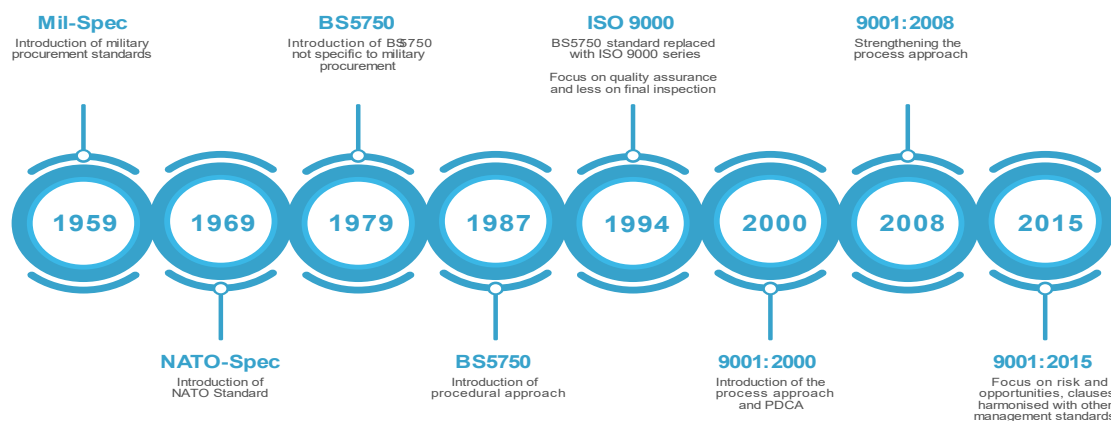 Mil-Spec
Introduction of military
procurement standards
BS5750
Introduction of BS5750
not specific to military
procurement
ISO 9000
BS5750 standard replaced
with ISO 9000 series
Focus on quality assurance
and less on final inspection
9001:2008
Strengthening the
process approach
1959
1969
1979
1987
1994
2000
2008
2015
NATO-Spec
Introduction of
NATO Standard
BS5750
Introduction of
procedural approach
9001:2000
Introduction of the
process approach
and PDCA
9001:2015
Focus on risk and
opportunities, clauses
harmonised with other
management standards